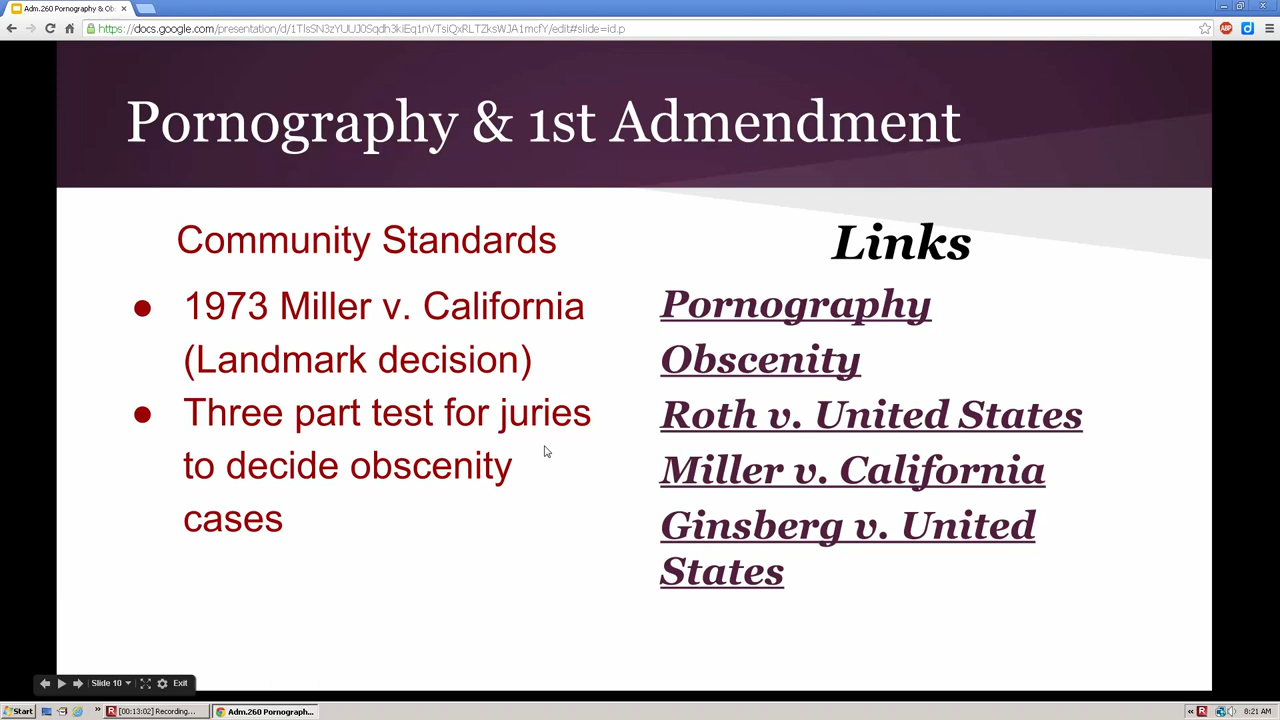 Adm.260 Pornography & Ob
https://docs.google.com/presentation/d/1TlsSN3zYUUJ0Sqdh3kiEq1nVTsiQxRLTZksWJA1mcfY/edit#slide=id.p
Pornography & 1st Admendment
Community Standards
● 1973 Miller v. California
(Landmark decision)
● Three part test for juries
to decide obscenity
cases
Links
Pornography
Obscenity
Roth v. United States
Miller v. California
Ginsberg v. United
States
Slide 10
Exit
Start
[00:13:02] Recording...
Adm.260 Pornograph...
8:21 AM